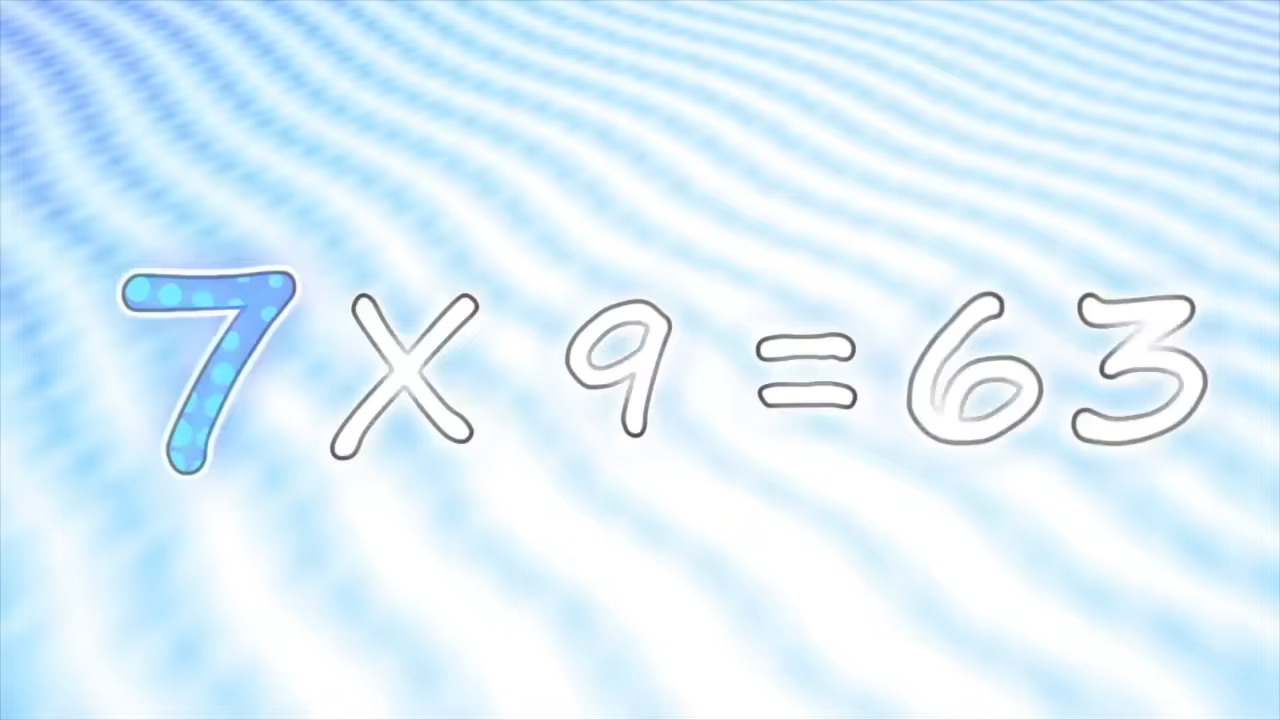 7 x 9 = 63